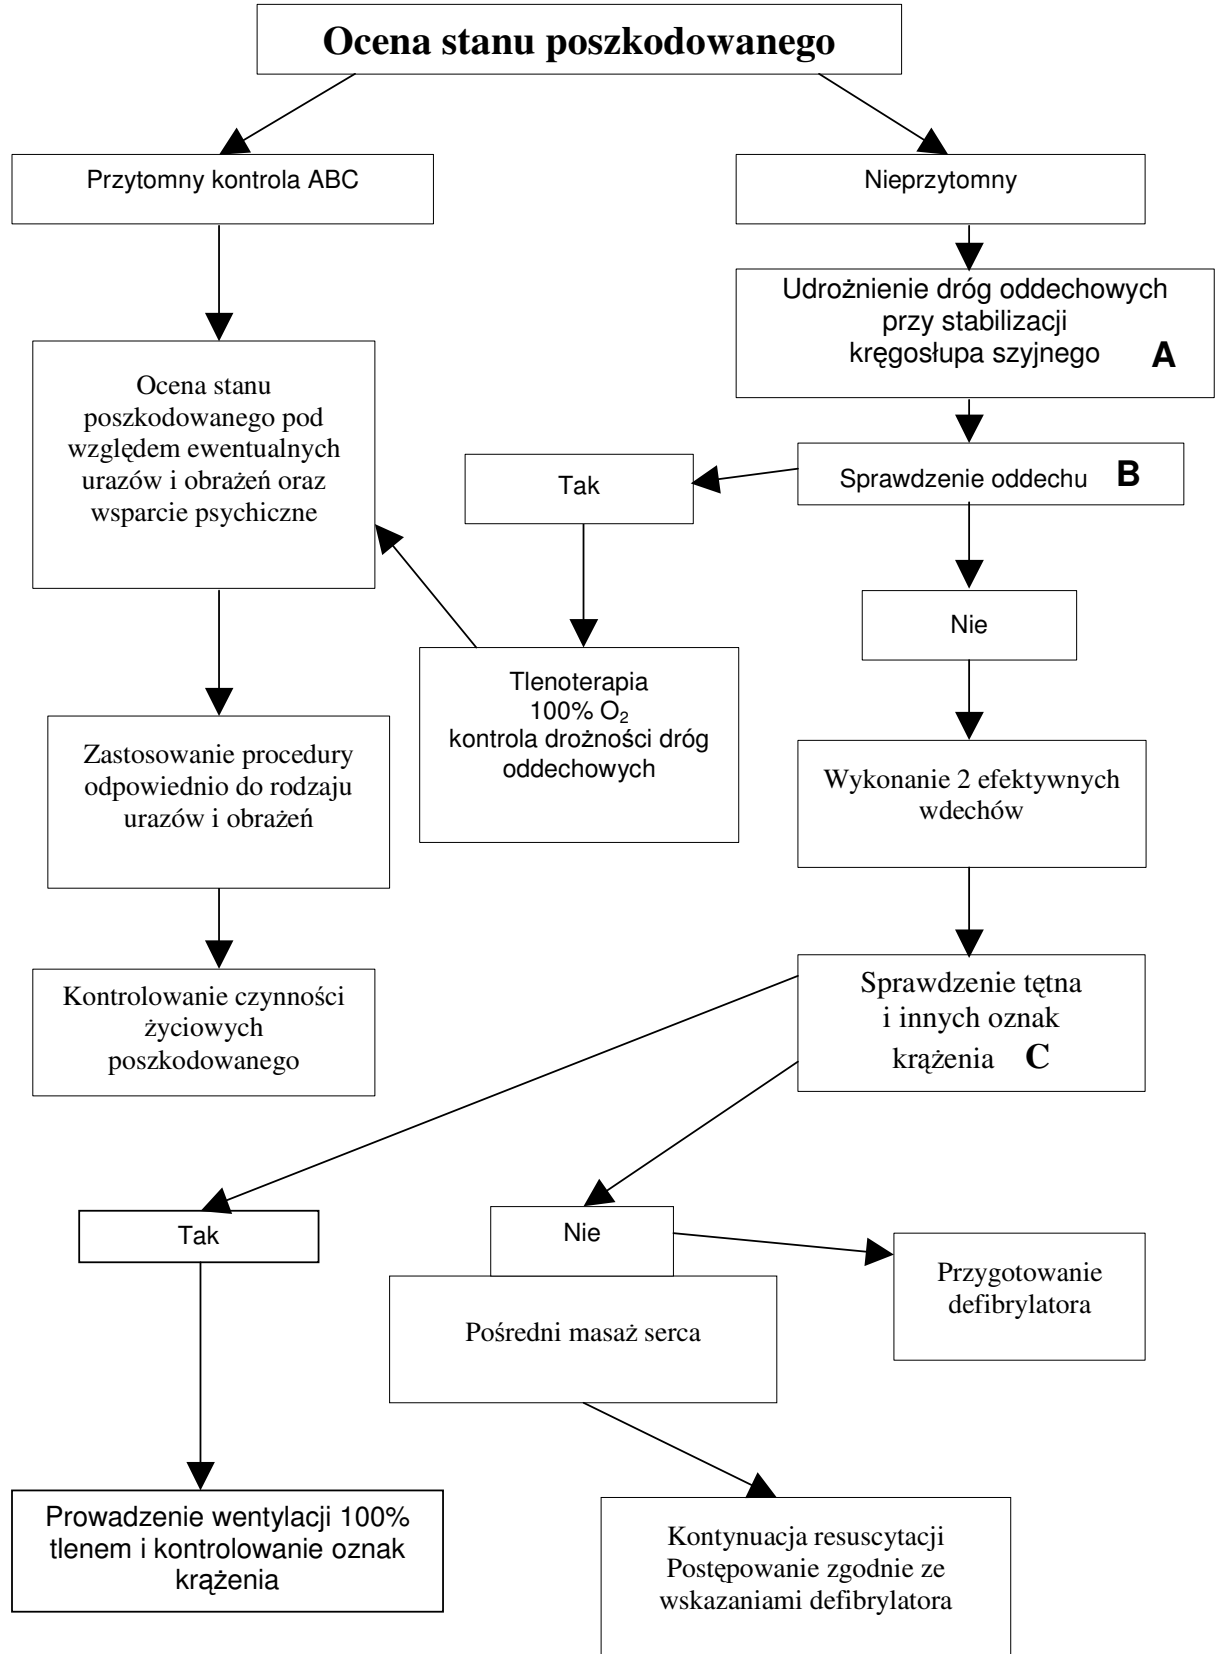 Ocena stanu poszkodowanego
Przytomny kontrola ABC
Nieprzytomny
Udrożnienie dróg oddechowych
przy stabilizacji
kręgosłupa szyjnego A
Ocena stanu
poszkodowanego pod
względem ewentualnych
urazów i obrażeń oraz
wsparcie psychiczne
Tak
Sprawdzenie oddechu B
Nie
Tlenoterapia
100% O₂
kontrola drożności dróg
oddechowych
Zastosowanie procedury
odpowiednio do rodzaju
urazów i obrażeń
Wykonanie 2 efektywnych
wdechów
Kontrolowanie czynności
życiowych
poszkodowanego
Sprawdzenie tętna
i innych oznak
krążenia C
Tak
Nie
Przygotowanie
defibrylatora
Pośredni masaż serca
Prowadzenie wentylacji 100%
tlenem i kontrolowanie oznak
krążenia
Kontynuacja resuscytacji
Postępowanie zgodnie ze
wskazaniami defibrylatora